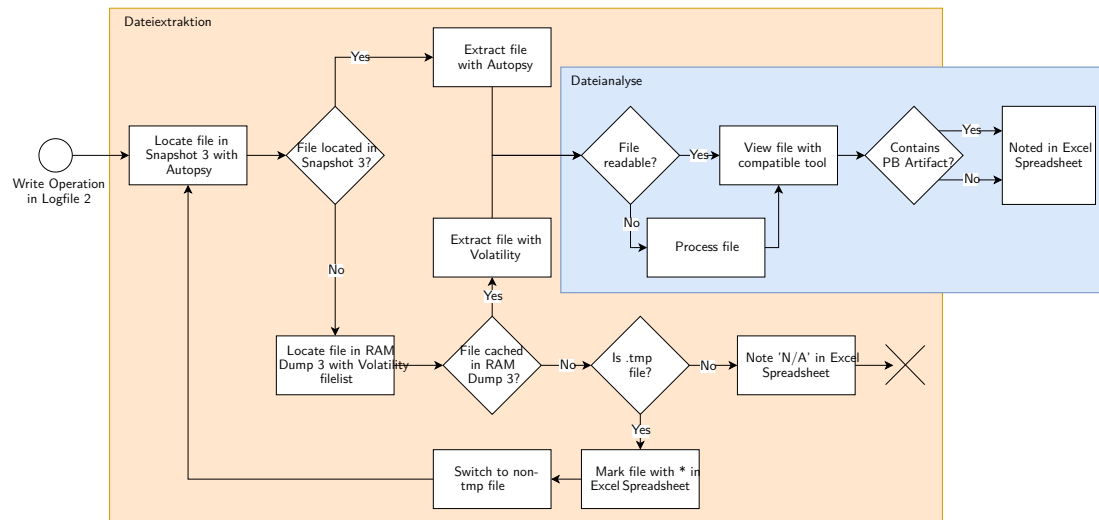 Dateiextraktion
Yes
Extract file
with Autopsy
Dateianalyse
Write Operation
in Logfile 2
Locate file in
Snapshot 3 with
Autopsy
File located in
Snapshot 3?
File
readable?
Yes
View file with
compatible tool
Contains
PB Artifact?
Yes
No
Noted in Excel
Spreadsheet
No
Process file
Extract file with
Volatility
No
Yes
Locate file in RAM
Dump 3 with Volatility
filelist
File cached
in RAM
Dump 3?
No
Is .tmp
file?
No
Note 'N/A' in Excel
Spreadsheet
Yes
Switch to non-
tmp file
Mark file with * in
Excel Spreadsheet